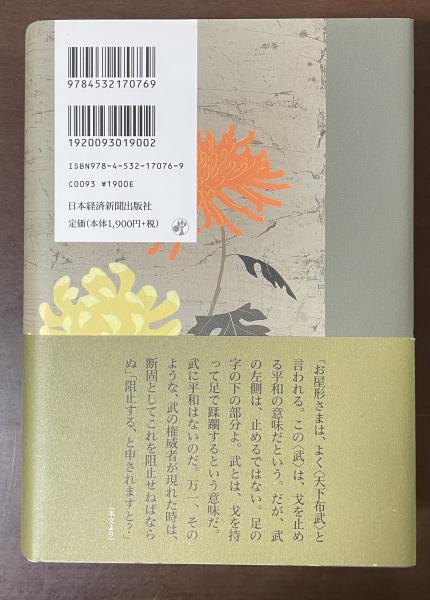 9784532170769
1920093019002
ISBN978-4-532-17076-9
C0093 ¥1900E
日本経済新聞出版社
定価(本体1,900円+税)
「お屋形さまは、よく〈天下布武〉と
言われる。この〈武〉は、戈を止め
る平和の意味だという。だが、武
の左側は、止めるではない。足の
字の下の部分よ。武とは、戈を持
って足で蹂躙するという意味だ。
武に平和はないのだ。万一、その
ような、武の権威者が現れた時は、
断固としてこれを阻止せねばなら
ぬ」「阻止する、と申されますと?」
(本文より)